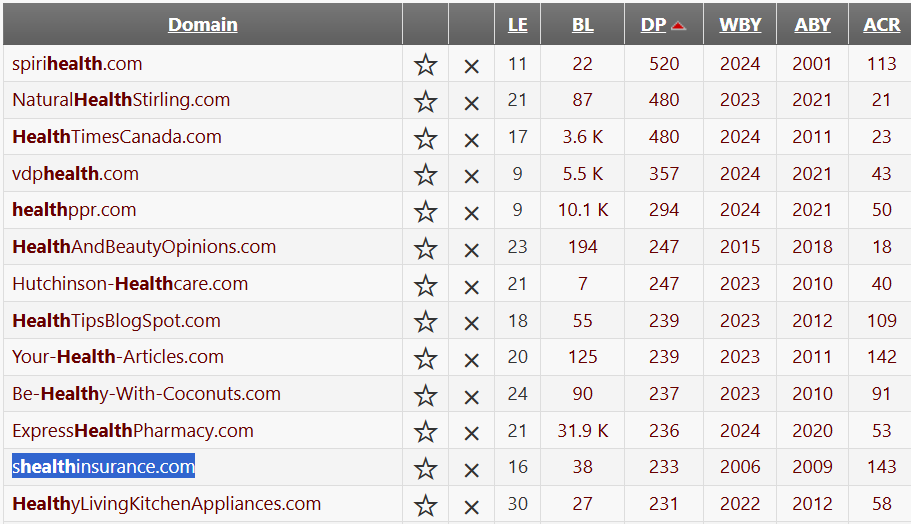 Domain LE BL DP WBY ABY ACR
spirihealth.com 11 22 520 2024 2001 113
NaturalHealthStirling.com 21 87 480 2023 2021 21
HealthTimesCanada.com 17 3.6 K 480 2024 2011 23
vdphealth.com 9 5.5 K 357 2024 2021 43
healthppr.com 9 10.1 K 294 2024 2021 50
HealthAndBeautyOpinions.com 23 194 247 2015 2018 18
Hutchinson-Healthcare.com 21 7 247 2023 2010 40
HealthTipsBlogSpot.com 18 55 239 2023 2012 109
Your-Health-Articles.com 20 125 239 2023 2011 142
Be-Healthy-With-Coconuts.com 24 90 237 2023 2010 91
ExpressHealthPharmacy.com 21 31.9 K 236 2024 2020 53
shealthinsurance.com 16 38 233 2006 2009 143
HealthyLivingKitchenAppliances.com 30 27 231 2022 2012 58